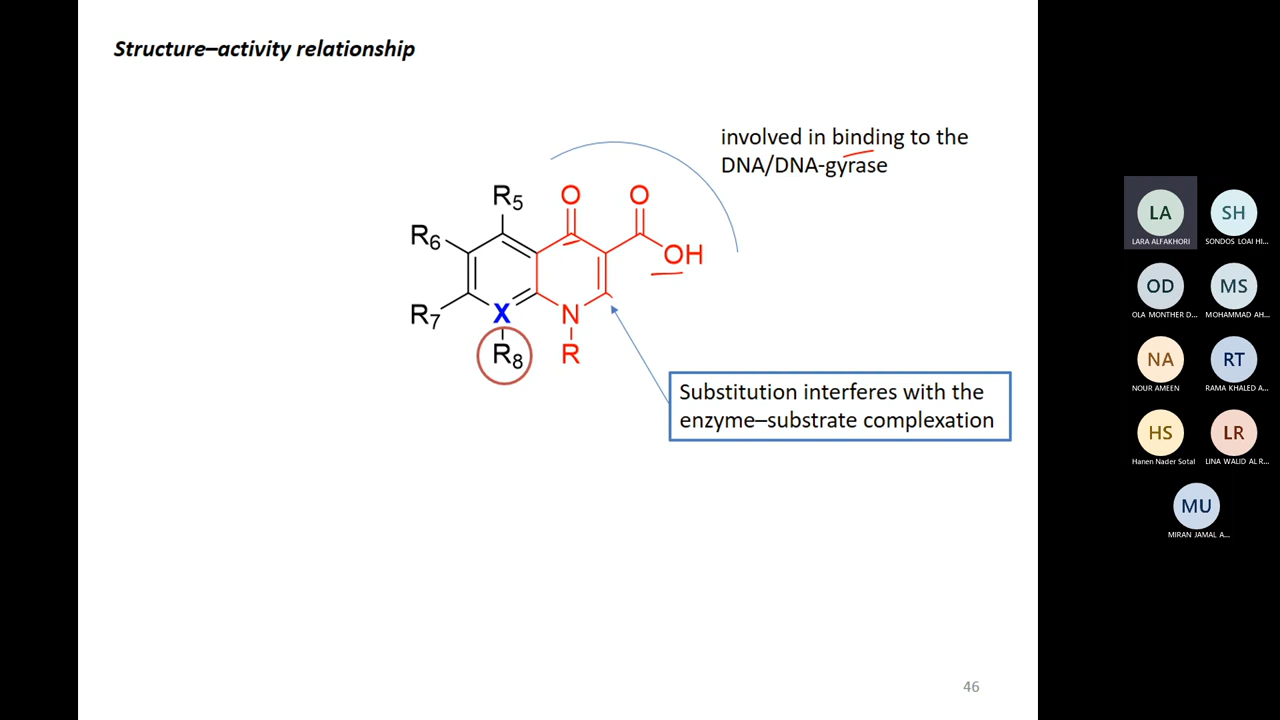 Structure–activity relationship
involved in binding to the
DNA/DNA-gyrase
R5
O
O
R6
OH
R7
X
N
R8
R
Substitution interferes with the
enzyme–substrate complexation
46
LA
SH
LARA ALFAKHORI
SONDOS LOAI HI...
OD
MS
OLA MONTHER D...
MOHAMMAD AH...
NA
RT
NOUR AMEEN
RAMA KHALED A...
HS
LR
Hanen Nader Sotal
LINA WALID AL R...
MU
MIRAN JAMAL A...